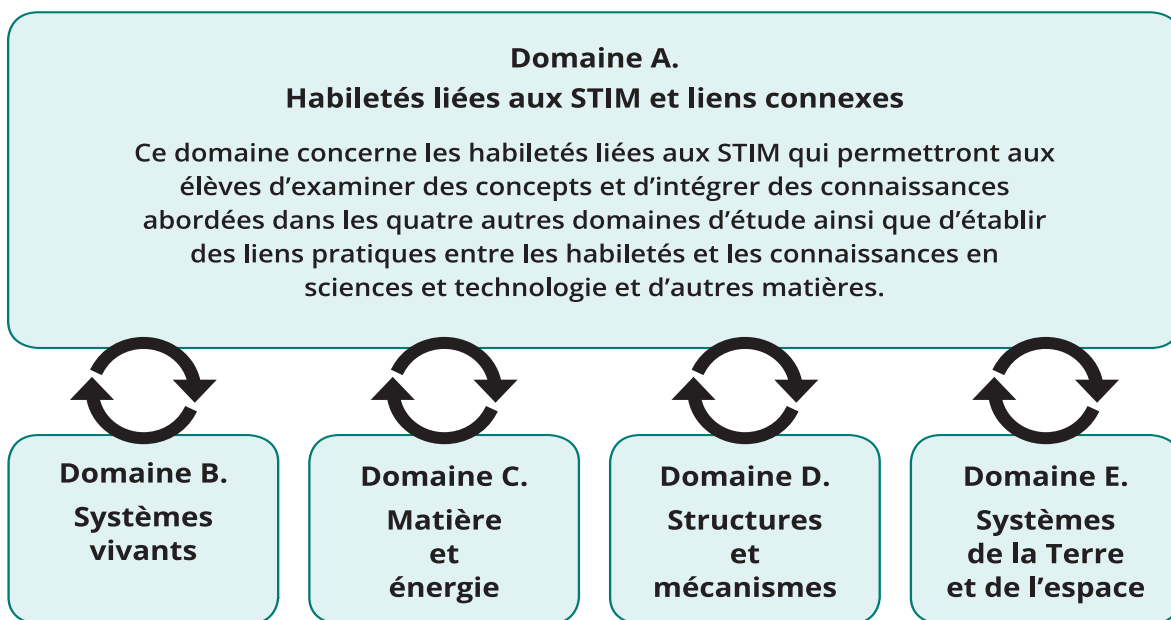 Domaine A.
Habiletés liées aux STIM et liens connexes
Ce domaine concerne les habiletés liées aux STIM qui permettront aux
élèves d’examiner des concepts et d’intégrer des connaissances
abordées dans les quatre autres domaines d’étude ainsi que d’établir
des liens pratiques entre les habiletés et les connaissances en
sciences et technologie et d’autres matières.
Domaine B.
Systèmes
vivants
Domaine C.
Matière
et
énergie
Domaine D.
Structures
et
mécanismes
Domaine E.
Systèmes
de la Terre
et de l’espace